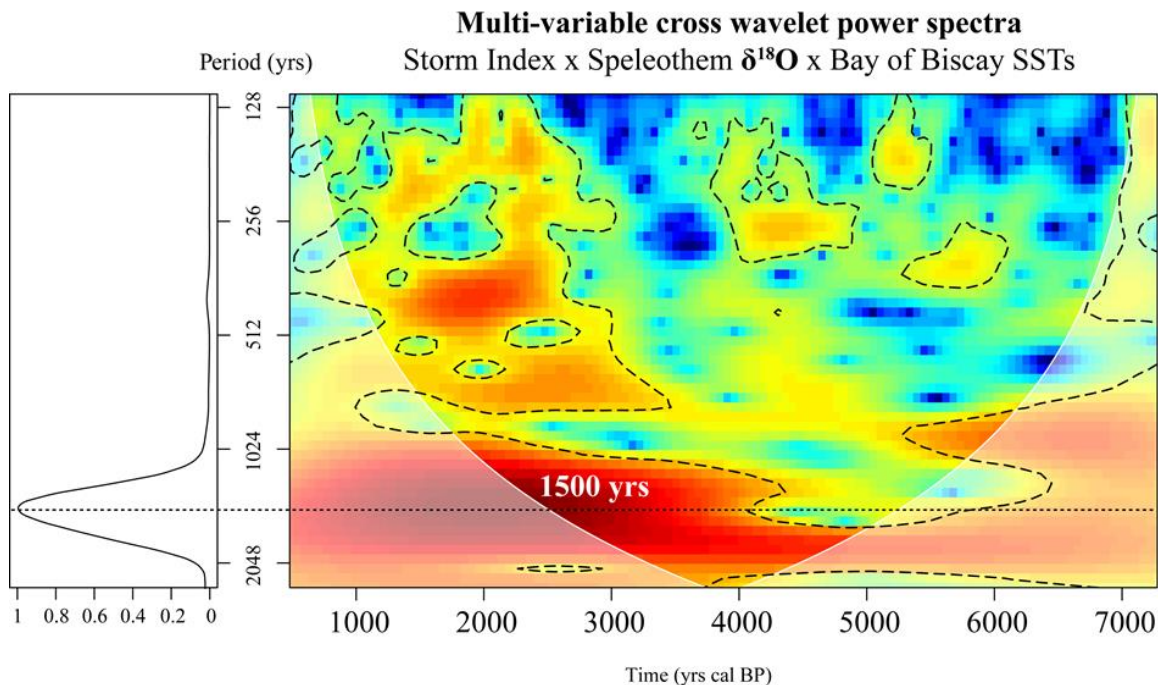 Multi-variable cross wavelet power spectra
Period (yrs)
Storm Index x Speleothem δ¹⁸O x Bay of Biscay SSTs
128
256
512
1024
2048
1500 yrs
1 0.8 0.6 0.4 0.2 0
1000 2000 3000 4000 5000 6000 7000
Time (yrs cal BP)